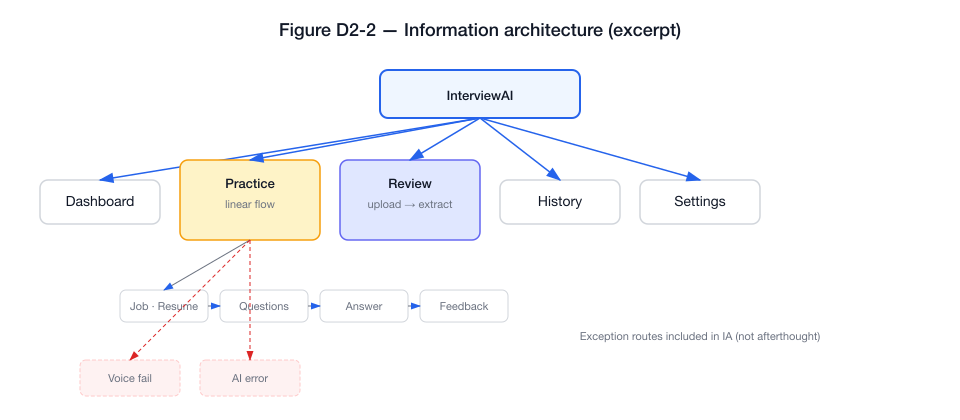 Figure D2-2 — Information architecture (excerpt)
InterviewAI
Dashboard
Practice
linear flow
Review
upload → extract
History
Settings
Job · Resume
Questions
Answer
Feedback
Exception routes included in IA (not afterthought)
Voice fail
AI error